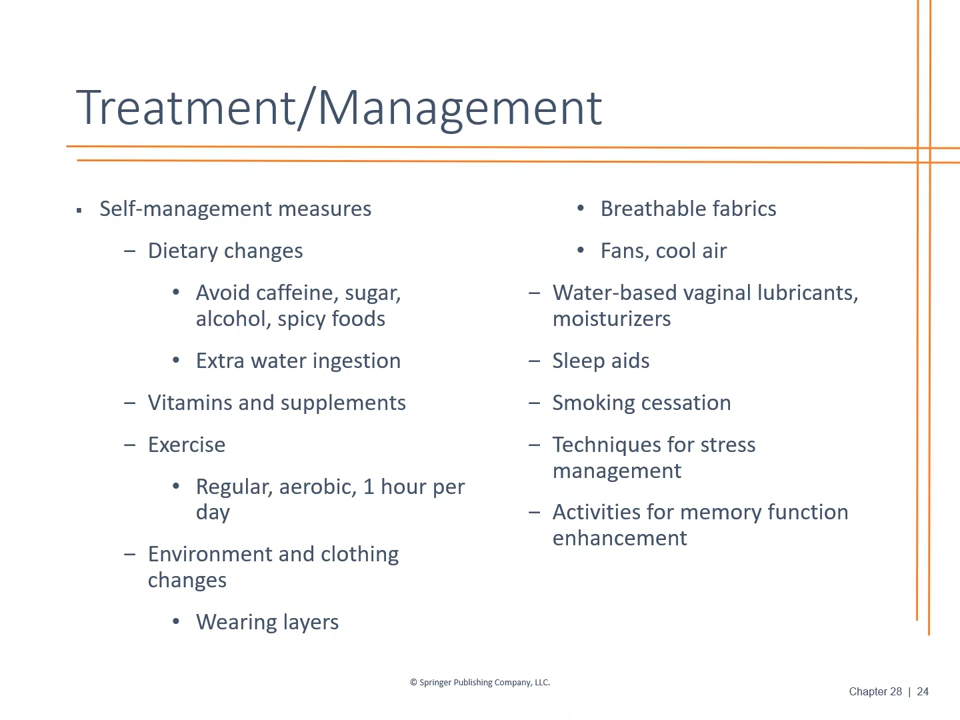 Treatment/Management
▪ Self-management measures
– Dietary changes
• Avoid caffeine, sugar,
alcohol, spicy foods
• Extra water ingestion
– Vitamins and supplements
– Exercise
• Regular, aerobic, 1 hour per
day
– Environment and clothing
changes
• Wearing layers
• Breathable fabrics
• Fans, cool air
– Water-based vaginal lubricants,
moisturizers
– Sleep aids
– Smoking cessation
– Techniques for stress
management
– Activities for memory function
enhancement
© Springer Publishing Company, LLC.
Chapter 28 | 24